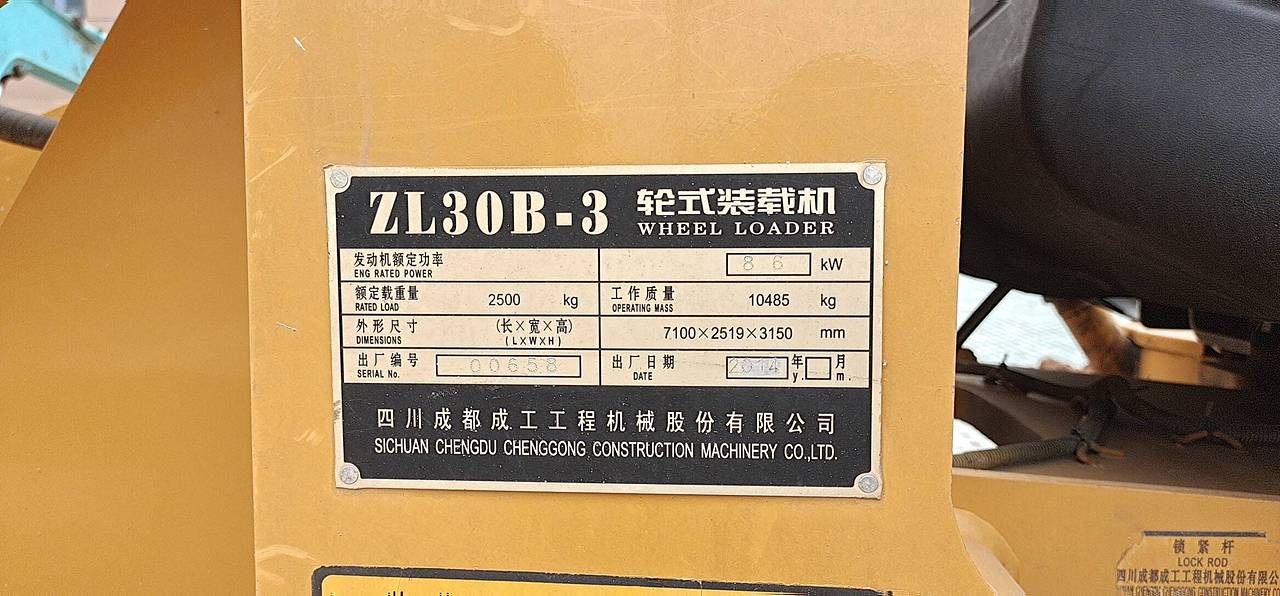 ZL30B-3 轮式装载机
WHEEL LOADER
发动机额定功率 86 kW
ENG RATED POWER
额定载重量 2500 kg 工作质量 10485 kg
RATED LOAD OPERATING MASS
外形尺寸 (长×宽×高) 7100×2519×3150 mm
DIMENSIONS (L×W×H)
出厂编号 00658 出厂日期 2014 年 月
SERIAL No. DATE y. m.
四川成都成工工程机械股份有限公司
SICHUAN CHENGDU CHENGGONG CONSTRUCTION MACHINERY CO.,LTD.
锁紧杆
LOCK ROD
四川成都成工工程机械股份有限公